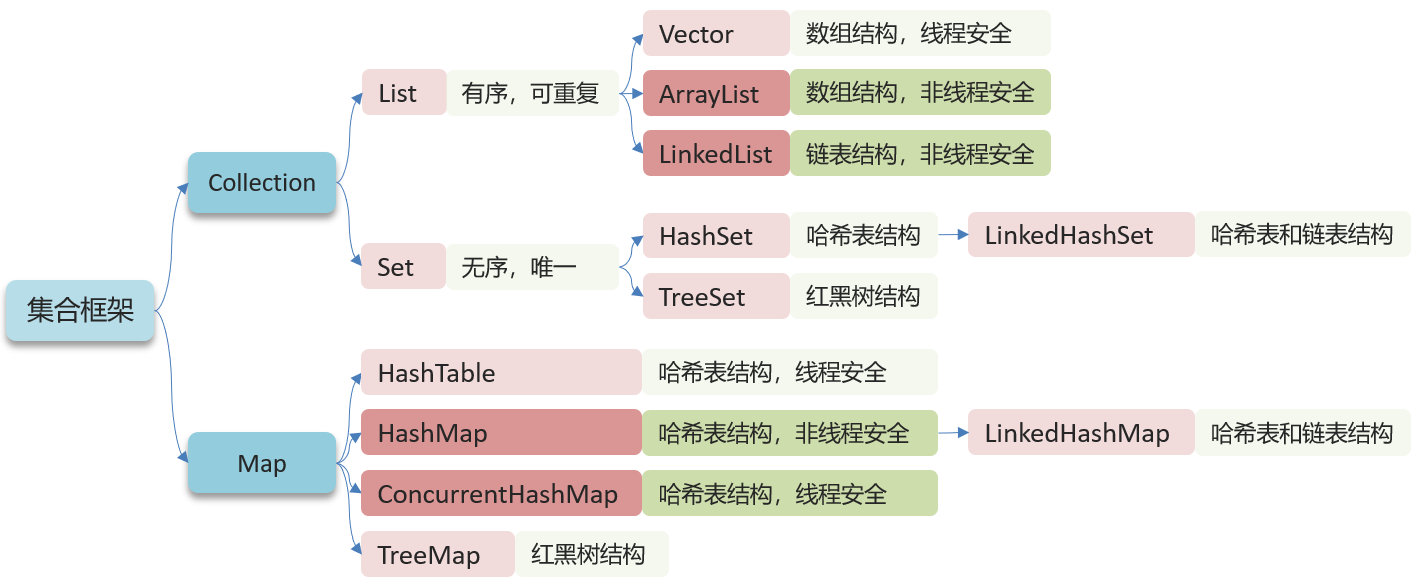 集合框架
Collection
List 有序，可重复
Vector 数组结构，线程安全
ArrayList 数组结构，非线程安全
LinkedList 链表结构，非线程安全
Set 无序，唯一
HashSet 哈希表结构
LinkedHashSet 哈希表和链表结构
TreeSet 红黑树结构
Map
HashTable 哈希表结构，线程安全
HashMap 哈希表结构，非线程安全
LinkedHashMap 哈希表和链表结构
ConcurrentHashMap 哈希表结构，线程安全
TreeMap 红黑树结构